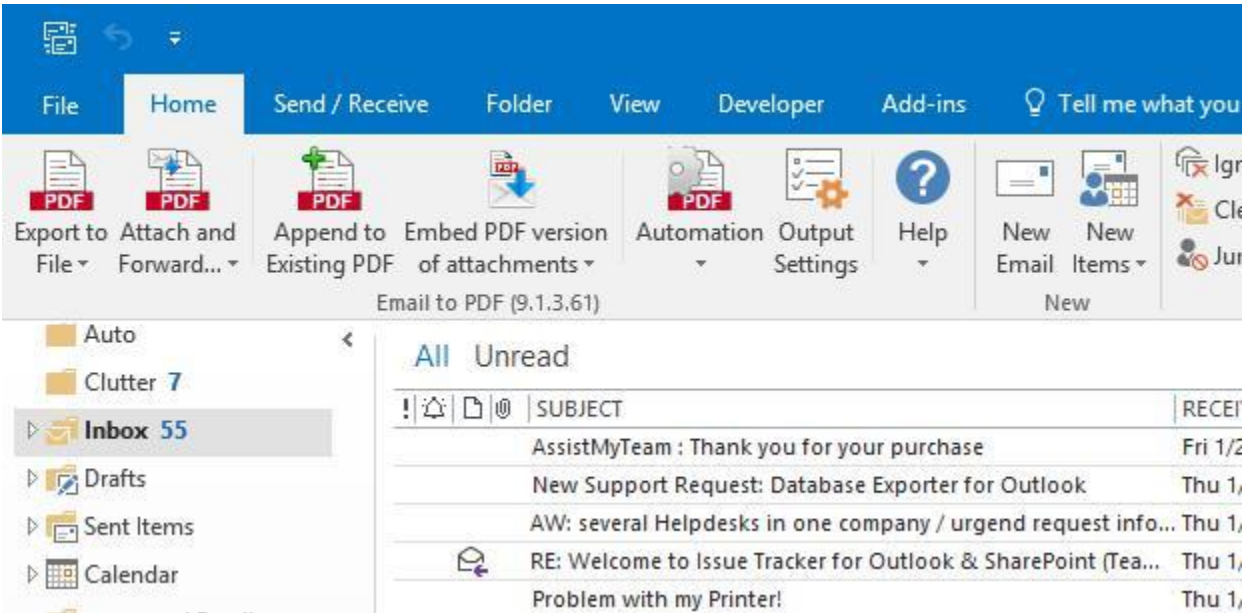 File Home Send / Receive Folder View Developer Add-ins Tell me what you
PDF PDF PDF PDF PDF
Export to Attach and Append to Embed PDF version Automation Output Help New New
File Forward... Existing PDF of attachments Settings Email Items
Email to PDF (9.1.3.61) New
Auto
Clutter 7
Inbox 55
Drafts
Sent Items
Calendar
All Unread
! SUBJECT
AssistMyTeam : Thank you for your purchase Fri 1/2
New Support Request: Database Exporter for Outlook Thu 1/
AW: several Helpdesks in one company / urgend request info... Thu 1/
RE: Welcome to Issue Tracker for Outlook & SharePoint (Tea... Thu 1/
Problem with my Printer! Thu 1/